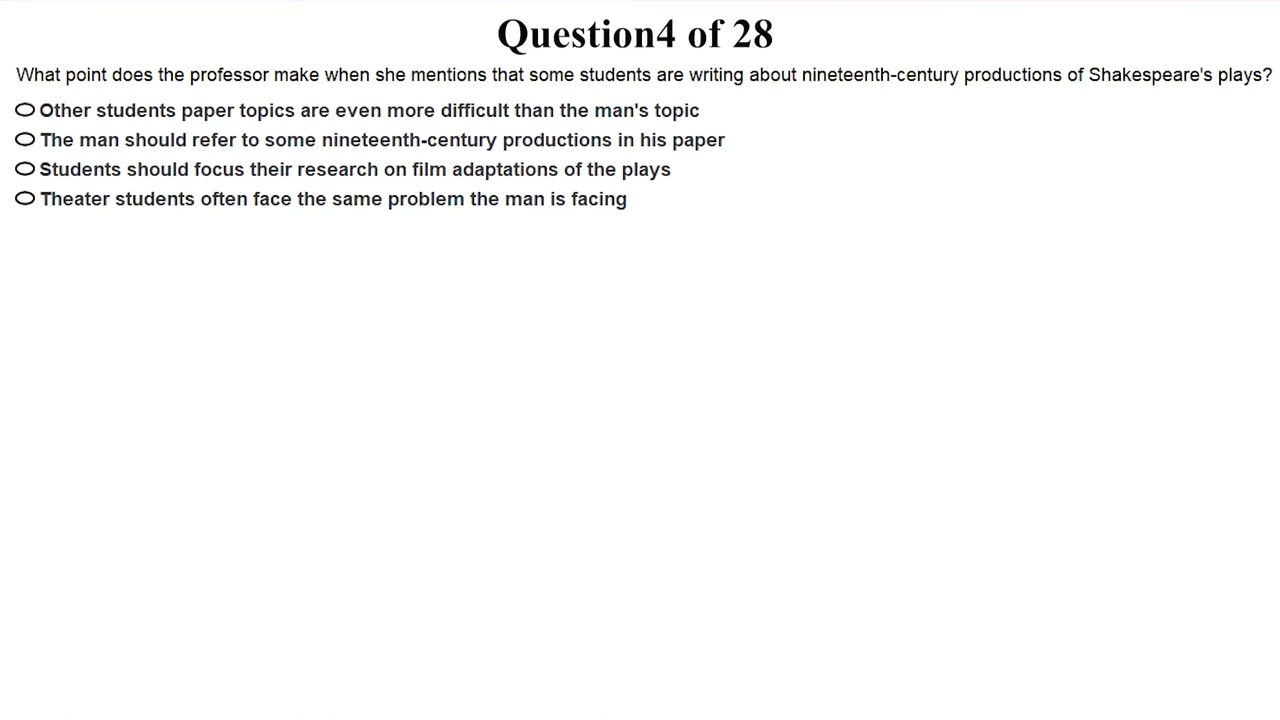 Question4 of 28
What point does the professor make when she mentions that some students are writing about nineteenth-century productions of Shakespeare's plays?
Other students paper topics are even more difficult than the man's topic
The man should refer to some nineteenth-century productions in his paper
Students should focus their research on film adaptations of the plays
Theater students often face the same problem the man is facing